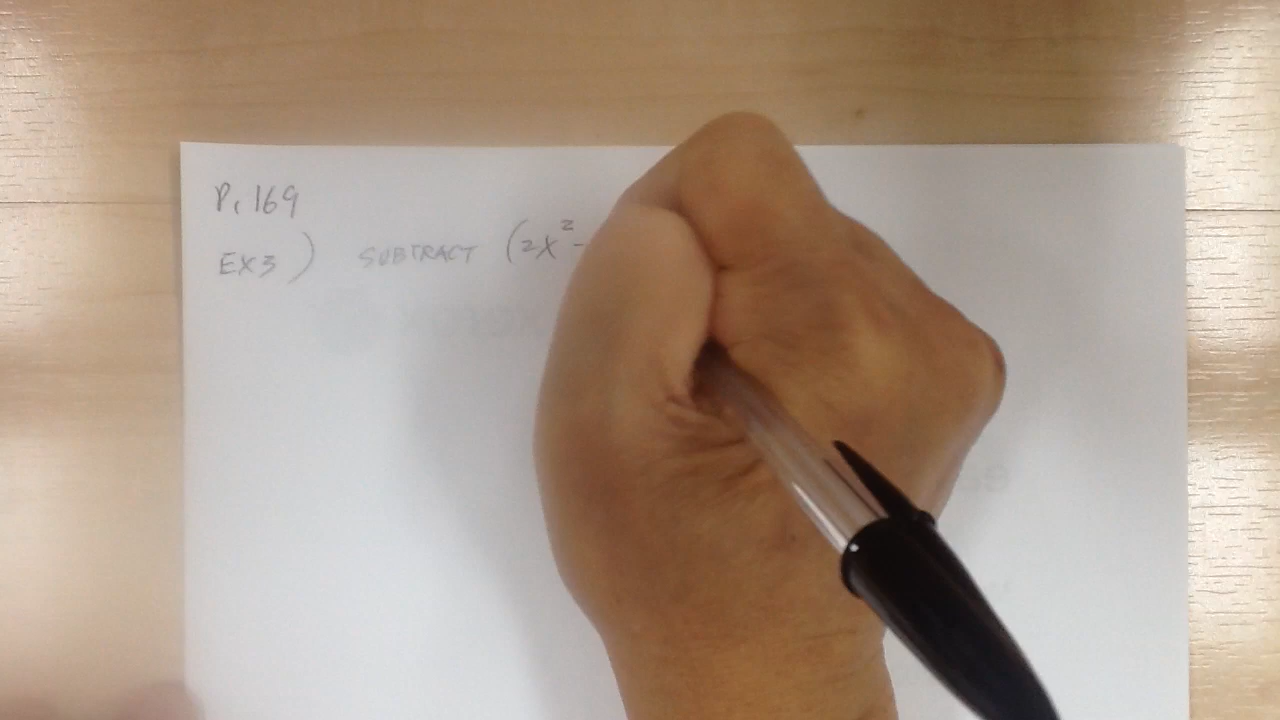 P. 169
EX3) SUBTRACT (2x² -